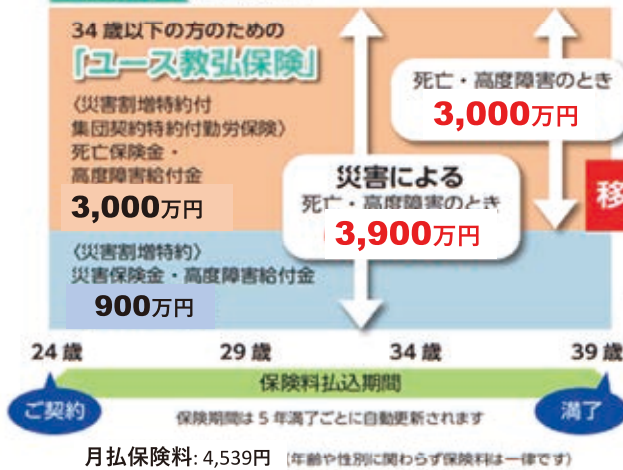 34歳以下の方のための
「ユース教弘保険」
〈災害割増特約付
集団契約特約付勤労保険〉
死亡保険金・
高度障害給付金
3,000万円
死亡・高度障害のとき
3,000万円
災害による
死亡・高度障害のとき
3,900万円
移
〈災害割増特約〉
災害保険金・高度障害給付金
900万円
24歳 29歳 34歳 39歳
保険料払込期間
ご契約
保険期間は5年満了ごとに自動更新されます
満了
月払保険料: 4,539円 (年齢や性別に関わらず保険料は一律です)